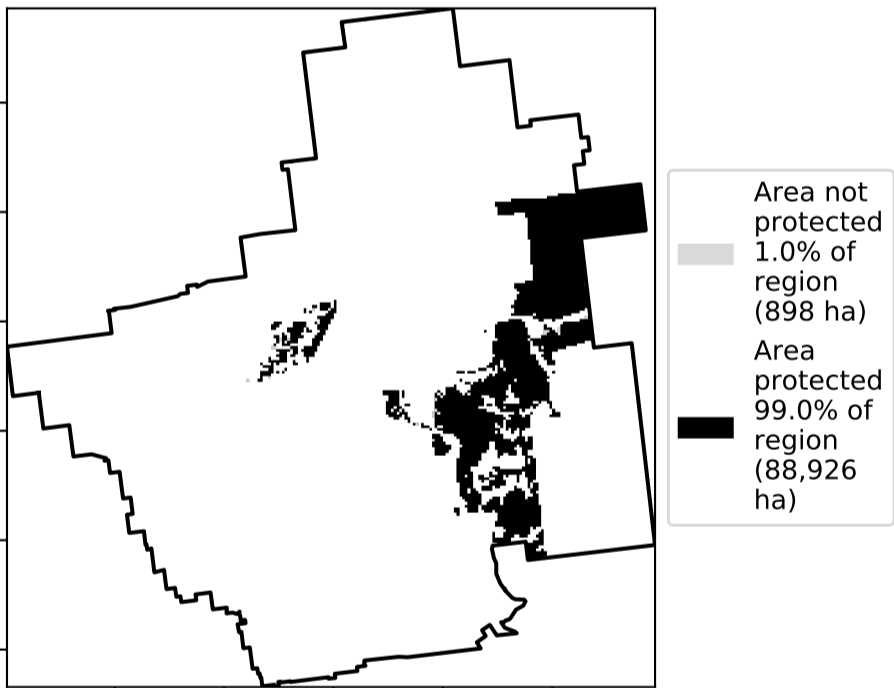 Area not
protected
1.0% of
region
(898 ha)
Area
protected
99.0% of
region
(88,926
ha)